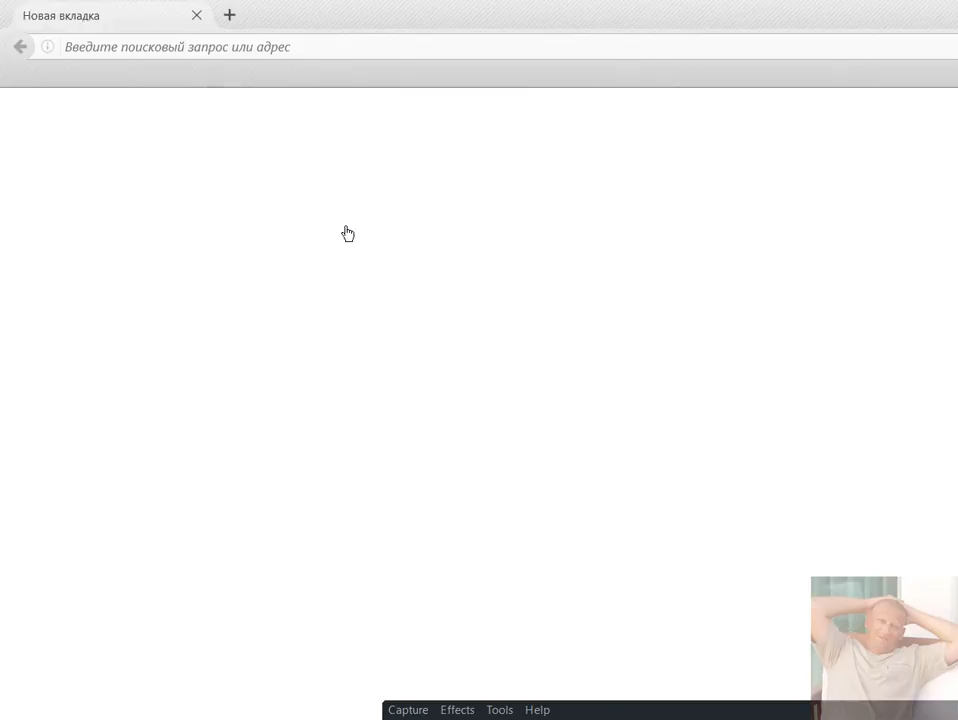 Новая вкладка
Введите поисковый запрос или адрес
Capture Effects Tools Help